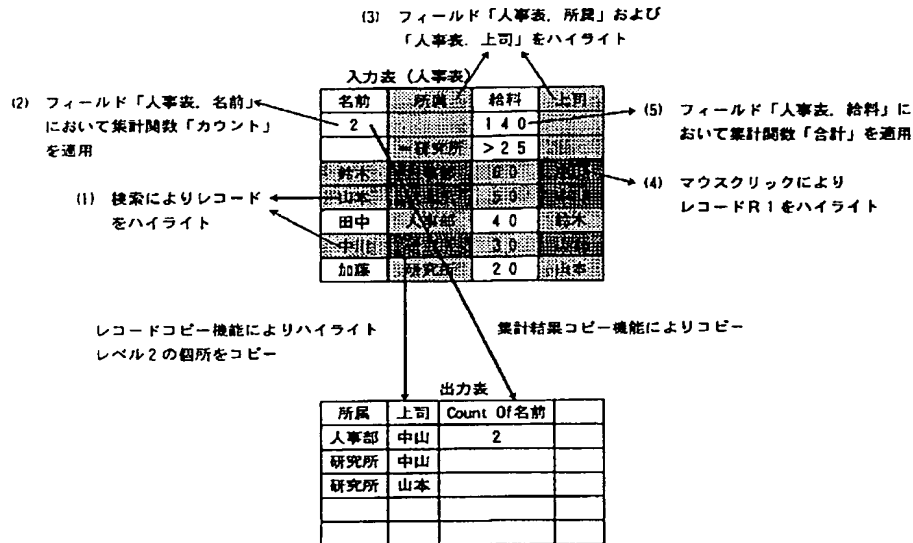 (3) フィールド「人事表．所属」および
「人事表．上司」をハイライト
入力表（人事表）
名前 所属 給料 上司
2 140
=研究所 >25
鈴木 人事部 60 中山
山本 50
田中 人事部 40 鈴木
中山 30
加藤 研究所 20 山本
(2) フィールド「人事表．名前」
において集計関数「カウント」
を適用
(1) 検索によりレコード
をハイライト
(5) フィールド「人事表．給料」に
おいて集計関数「合計」を適用
(4) マウスクリックにより
レコードR1をハイライト
レコードコピー機能によりハイライト
レベル2の個所をコピー
集計結果コピー機能によりコピー
出力表
所属 上司 Count Of名前
人事部 中山 2
研究所 中山
研究所 山本